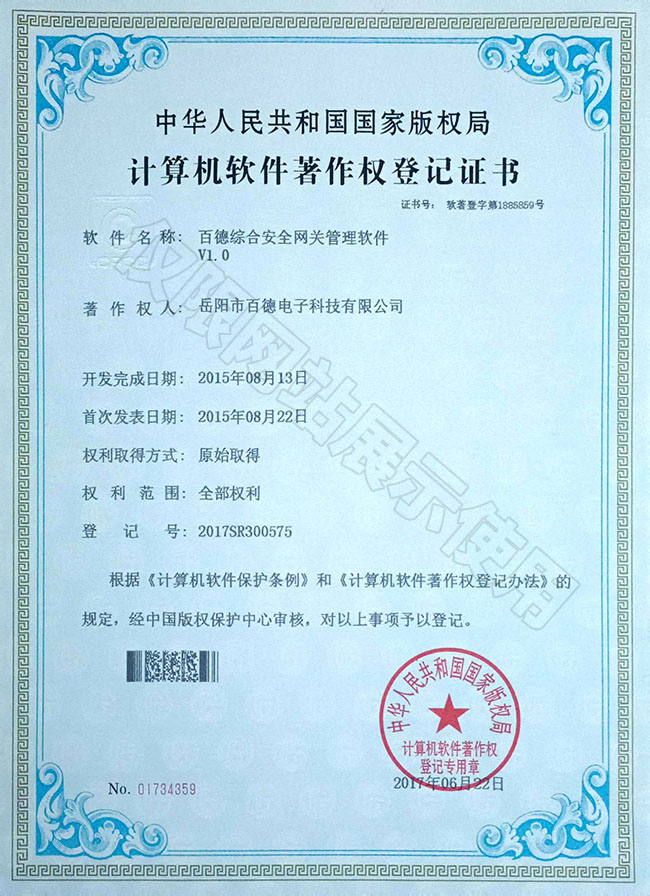 中华人民共和国国家版权局
计算机软件著作权登记证书
证书号： 软著登字第1885859号
软件名称： 百德综合安全网关管理软件
V1.0
著作权人： 岳阳市百德电子科技有限公司
开发完成日期： 2015年08月13日
首次发表日期： 2015年08月22日
权利取得方式： 原始取得
权利范围： 全部权利
登记号： 2017SR300575
根据《计算机软件保护条例》和《计算机软件著作权登记办法》的
规定，经中国版权保护中心审核，对以上事项予以登记。
中华人民共和国国家版权局
计算机软件著作权
登记专用章
No. 01734359
2017年06月22日
仅限网站展示使用